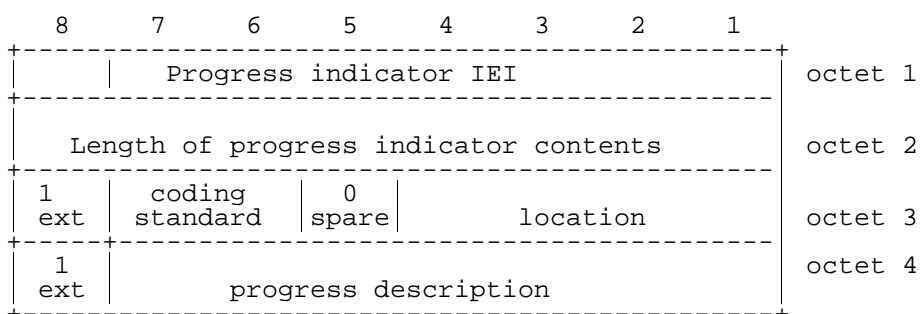 8 7 6 5 4 3 2 1
Progress indicator IEI octet 1
Length of progress indicator contents octet 2
1 coding 0
ext standard spare location octet 3
1 octet 4
ext progress description